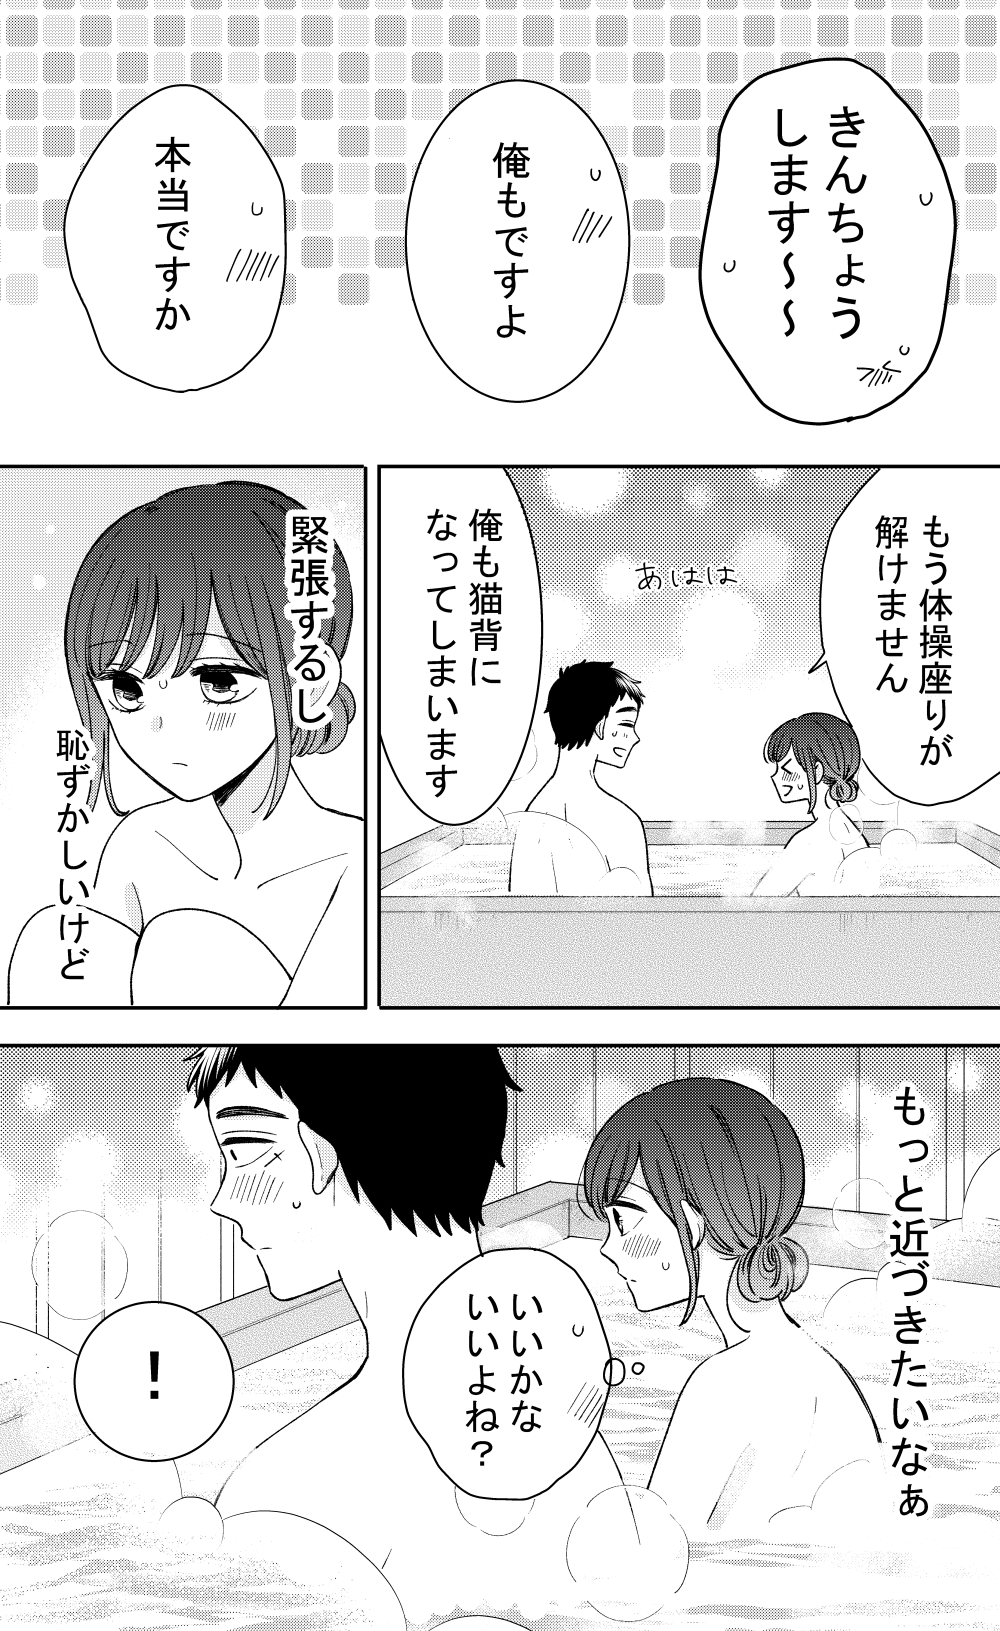 きんちょう
します〜〜
俺もですよ
本当ですか
もう体操座りが
解けません
あはは
俺も猫背に
なってしまいます
緊張するし
恥ずかしいけど
もっと近づきたいなぁ
いいかな
いいよね？
！